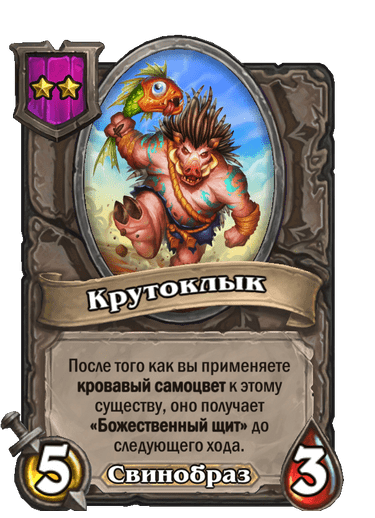 Крутоклык
После того как вы применяете
кровавый самоцвет к этому
существу, оно получает
«Божественный щит» до
следующего хода.
5
Свинобраз
3